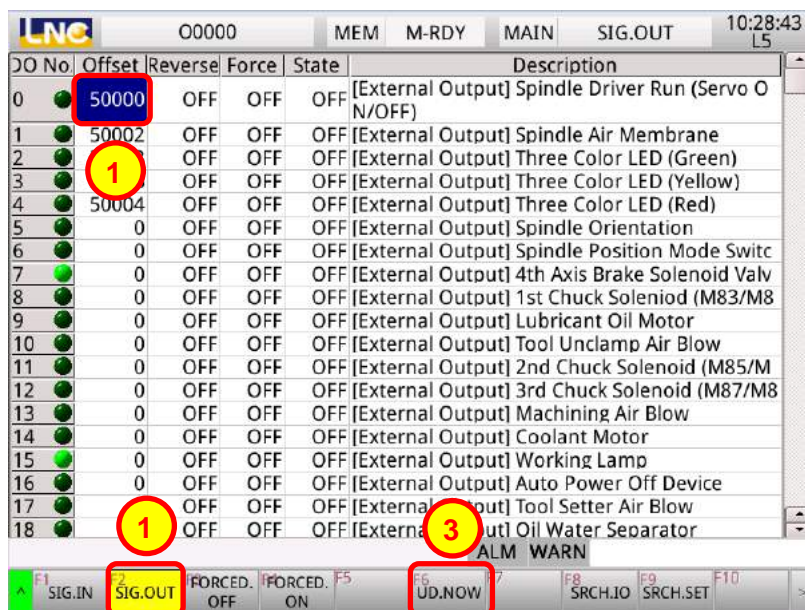 LNC O0000 MEM M-RDY MAIN SIG.OUT 10:28:43
L5
DO No. Offset Reverse Force State Description
0 50000 OFF OFF OFF [External Output] Spindle Driver Run (Servo O
N/OFF)
1 50002 OFF OFF OFF [External Output] Spindle Air Membrane
2 OFF OFF OFF [External Output] Three Color LED (Green)
1
3 OFF OFF OFF [External Output] Three Color LED (Yellow)
4 50004 OFF OFF OFF [External Output] Three Color LED (Red)
5 0 OFF OFF OFF [External Output] Spindle Orientation
6 0 OFF OFF OFF [External Output] Spindle Position Mode Switc
7 0 OFF OFF OFF [External Output] 4th Axis Brake Solenoid Valv
8 0 OFF OFF OFF [External Output] 1st Chuck Soleniod (M83/M8
9 0 OFF OFF OFF [External Output] Lubricant Oil Motor
10 0 OFF OFF OFF [External Output] Tool Unclamp Air Blow
11 0 OFF OFF OFF [External Output] 2nd Chuck Solenoid (M85/M
12 0 OFF OFF OFF [External Output] 3rd Chuck Solenoid (M87/M8
13 0 OFF OFF OFF [External Output] Machining Air Blow
14 0 OFF OFF OFF [External Output] Coolant Motor
15 0 OFF OFF OFF [External Output] Working Lamp
16 0 OFF OFF OFF [External Output] Auto Power Off Device
17 OFF OFF OFF [External Output] Tool Setter Air Blow
1 3
18 OFF OFF OFF [External Output] Oil Water Separator
ALM WARN
F1 F2 F5 F6 F8 F9 F10
SIG.IN SIG.OUT FORCED. OFF FORCED. ON UD.NOW SRCH.IO SRCH.SET